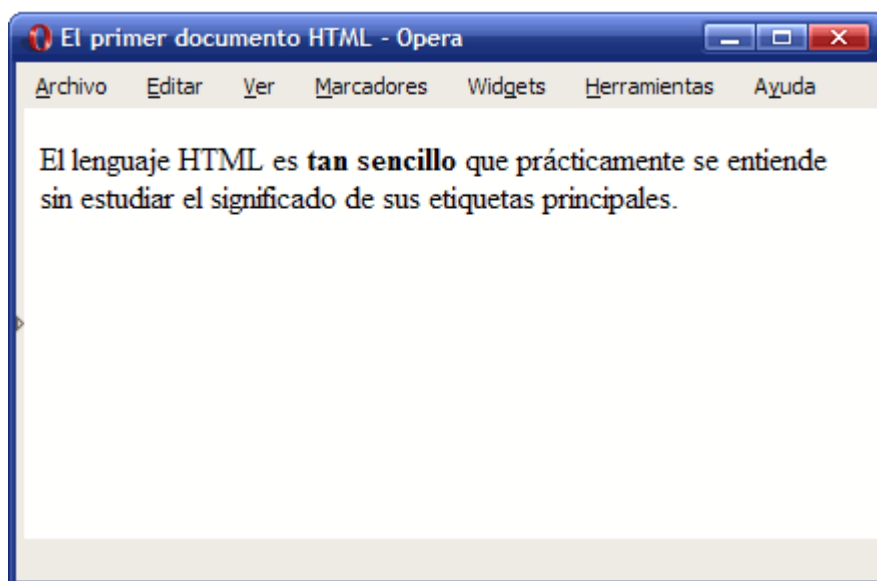 El primer documento HTML - Opera
Archivo Editar Ver Marcadores Widgets Herramientas Ayuda
El lenguaje HTML es tan sencillo que prácticamente se entiende
sin estudiar el significado de sus etiquetas principales.